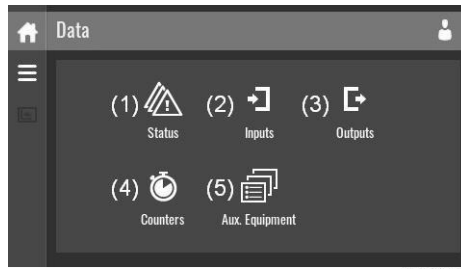 Data
(1) (2) (3)
Status Inputs Outputs
(4) (5)
Counters Aux. Equipment